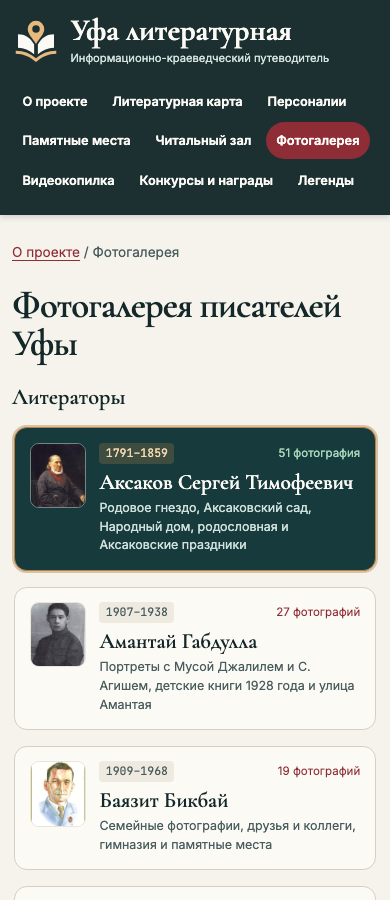 Уфа литературная
Информационно-краеведческий путеводитель
О проекте Литературная карта Персоналии
Памятные места Читальный зал Фотогалерея
Видеокопилка Конкурсы и награды Легенды
О проекте / Фотогалерея
Фотогалерея писателей
Уфы
Литераторы
1791–1859 51 фотография
Аксаков Сергей Тимофеевич
Родовое гнездо, Аксаковский сад,
Народный дом, родословная и
Аксаковские праздники
1907–1938 27 фотографий
Амантай Габдулла
Портреты с Мусой Джалилем и С.
Агишем, детские книги 1928 года и улица
Амантая
1909–1968 19 фотографий
Баязит Бикбай
Семейные фотографии, друзья и коллеги,
гимназия и памятные места